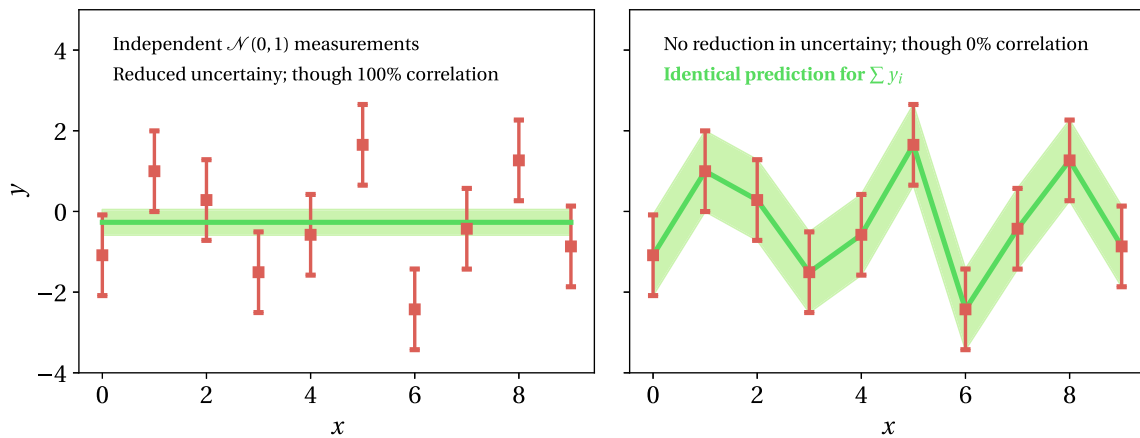 Independent 𝒩(0,1) measurements
Reduced uncertainy; though 100% correlation
No reduction in uncertainy; though 0% correlation
Identical prediction for ∑ yᵢ
y
4
2
0
−2
−4
0 2 4 6 8
x
0 2 4 6 8
x